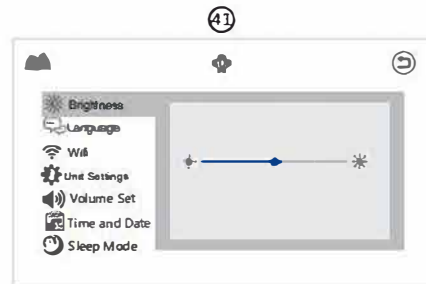 41
Brightness
Language
Wifi
Unit Settings
Volume Set
Time and Date
Sleep Mode